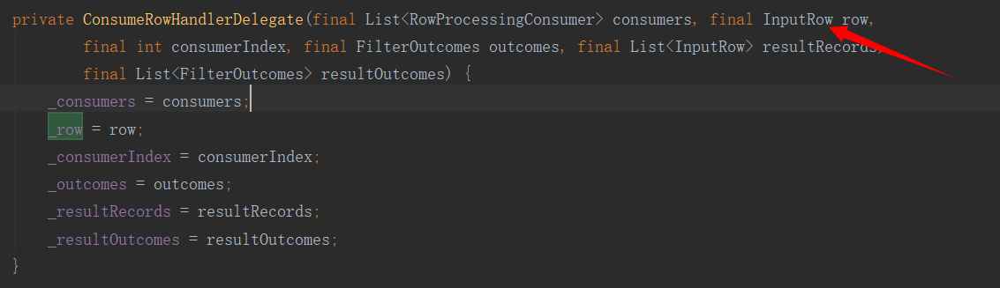 private ConsumeRowHandlerDelegate(final List<RowProcessingConsumer> consumers, final InputRow row,
final int consumerIndex, final FilterOutcomes outcomes, final List<InputRow> resultRecords,
final List<FilterOutcomes> resultOutcomes) {
_consumers = consumers;
_row = row;
_consumerIndex = consumerIndex;
_outcomes = outcomes;
_resultRecords = resultRecords;
_resultOutcomes = resultOutcomes;
}